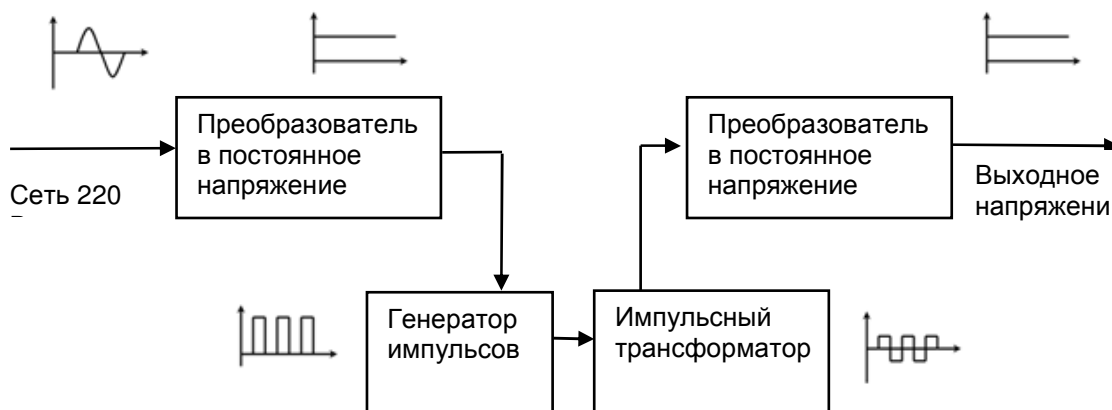 Преобразователь
в постоянное
напряжение
Преобразователь
в постоянное
напряжение
Сеть 220
Выходное
напряжени
Генератор
импульсов
Импульсный
трансформатор